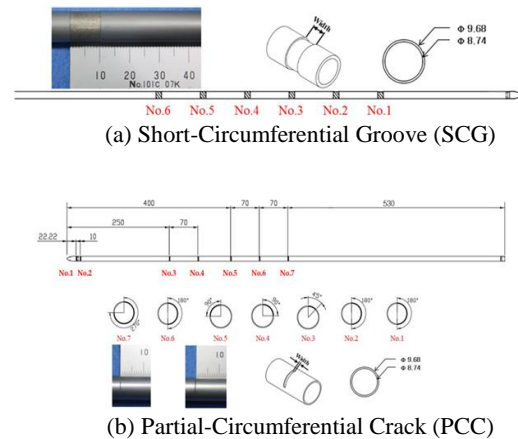 Width
Φ 9.68
Φ 8.74
10 20 30 40
No.101C 07K
No.6 No.5 No.4 No.3 No.2 No.1
(a) Short-Circumferential Groove (SCG)
400 70 70 530
250 70
22.22 10
No.1 No.2 No.3 No.4 No.5 No.6 No.7
270° 180° 90° 90° 45° 180° 180°
No.7 No.6 No.5 No.4 No.3 No.2 No.1
10 10
Width
Φ 9.68
Φ 8.74
(b) Partial-Circumferential Crack (PCC)